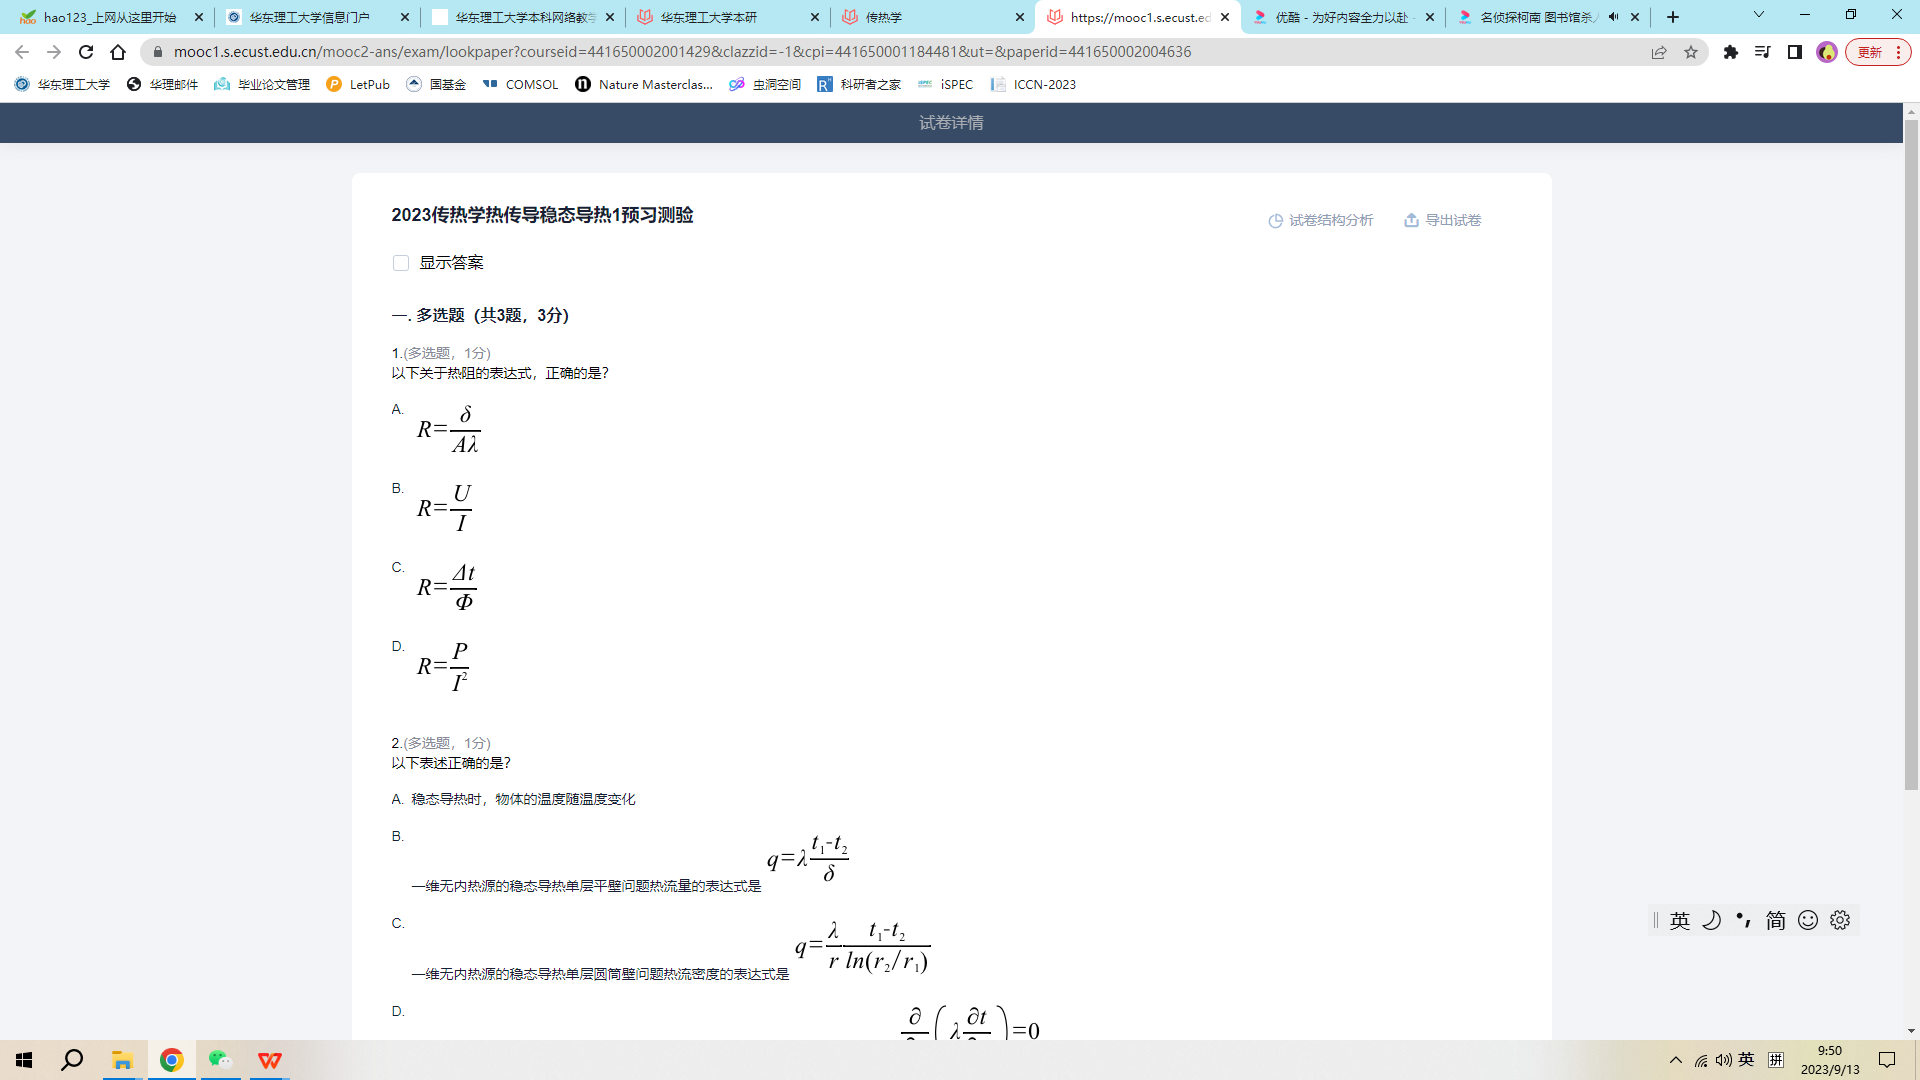 hao123_上网从这里开始
华东理工大学信息门户
华东理工大学本科网络教学
华东理工大学本研
传热学
https://mooc1.s.ecust.ed
优酷 - 为好内容全力以赴 -
名侦探柯南 图书馆杀人
mooc1.s.ecust.edu.cn/mooc2-ans/exam/lookpaper?courseid=441650002001429&clazzid=-1&cpi=441650001184481&ut=&paperid=441650002004636
更新
华东理工大学
华理邮件
毕业论文管理
LetPub
国基金
COMSOL
Nature Masterclas...
虫洞空间
科研者之家
iSPEC
ICCN-2023
试卷详情
2023传热学热传导稳态导热1预习测验
试卷结构分析
导出试卷
显示答案
一. 多选题（共3题，3分）
1.(多选题，1分)
以下关于热阻的表达式，正确的是?
A. R=δ/Aλ
B. R=U/I
C. R=Δt/Φ
D. R=P/I²
2.(多选题，1分)
以下表述正确的是?
A. 稳态导热时，物体的温度随温度变化
B.
一维无内热源的稳态导热单层平壁问题热流量的表达式是 q=λ(t₁-t₂)/δ
C.
一维无内热源的稳态导热单层圆筒壁问题热流密度的表达式是 q=λ/r (t₁-t₂)/ln(r₂/r₁)
D.
∂ (λ ∂t )=0
英 简
英 拼
9:50
2023/9/13